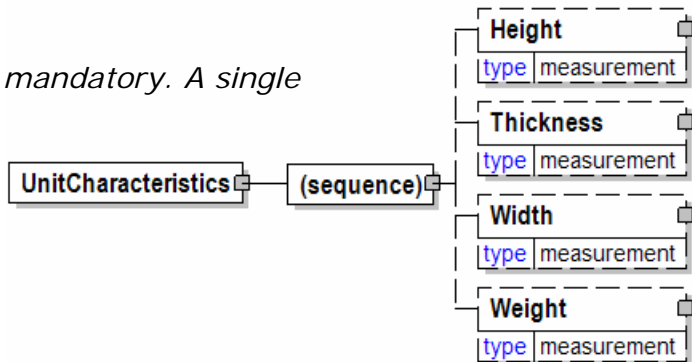 Height
type measurement
mandatory. A single
Thickness
type measurement
UnitCharacteristics (sequence)
Width
type measurement
Weight
type measurement